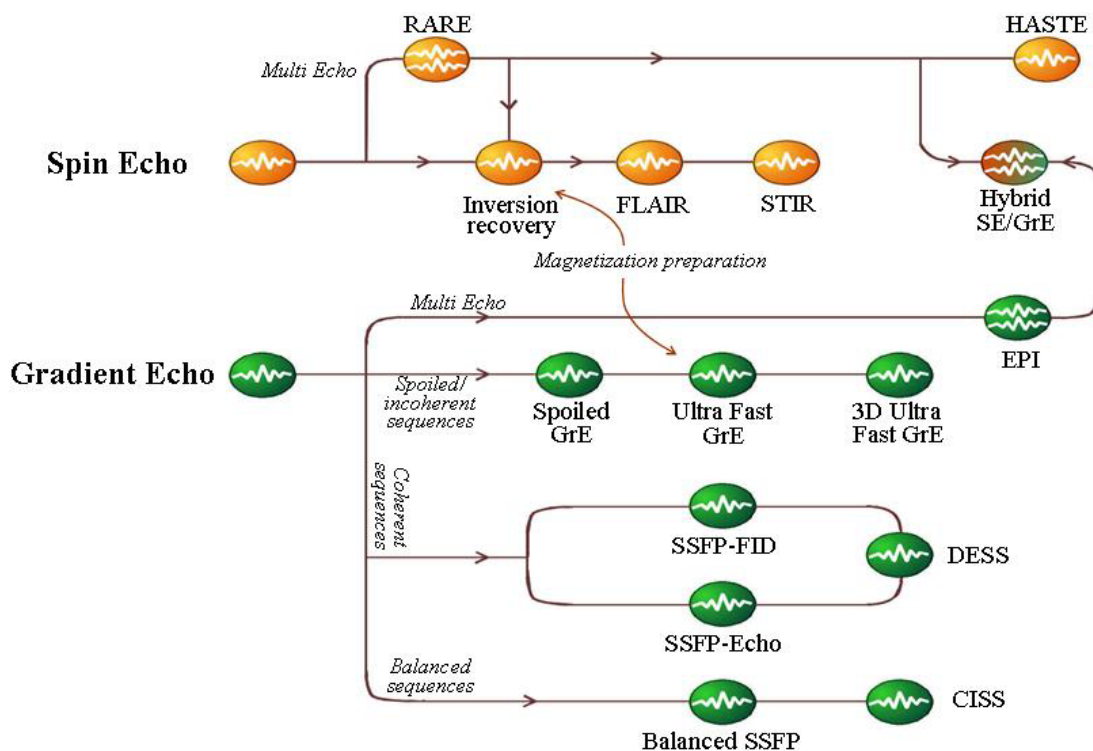 RARE
HASTE
Multi Echo
Spin Echo
Inversion
recovery
FLAIR
STIR
Hybrid
SE/GrE
Magnetization preparation
Multi Echo
EPI
Gradient Echo
Spoiled/
incoherent
sequences
Spoiled
GrE
Ultra Fast
GrE
3D Ultra
Fast GrE
Coherent
sequences
SSFP-FID
DESS
SSFP-Echo
Balanced
sequences
CISS
Balanced SSFP